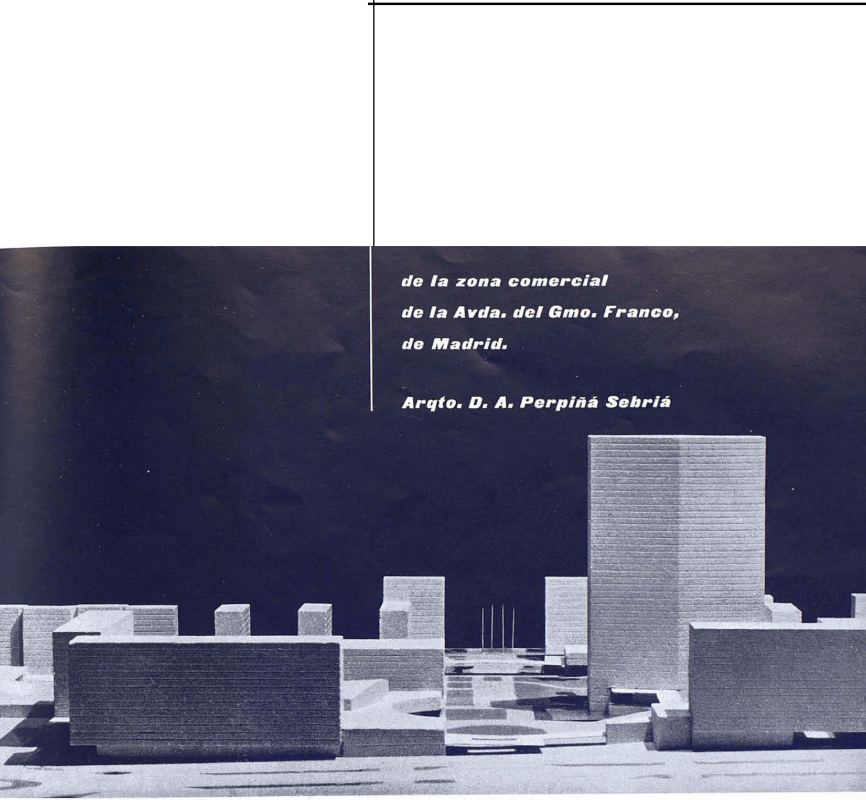 de la zona comercial
de la Avda. del Gmo. Franco,
de Madrid.
Arqto. D. A. Perpiñá Sebriá